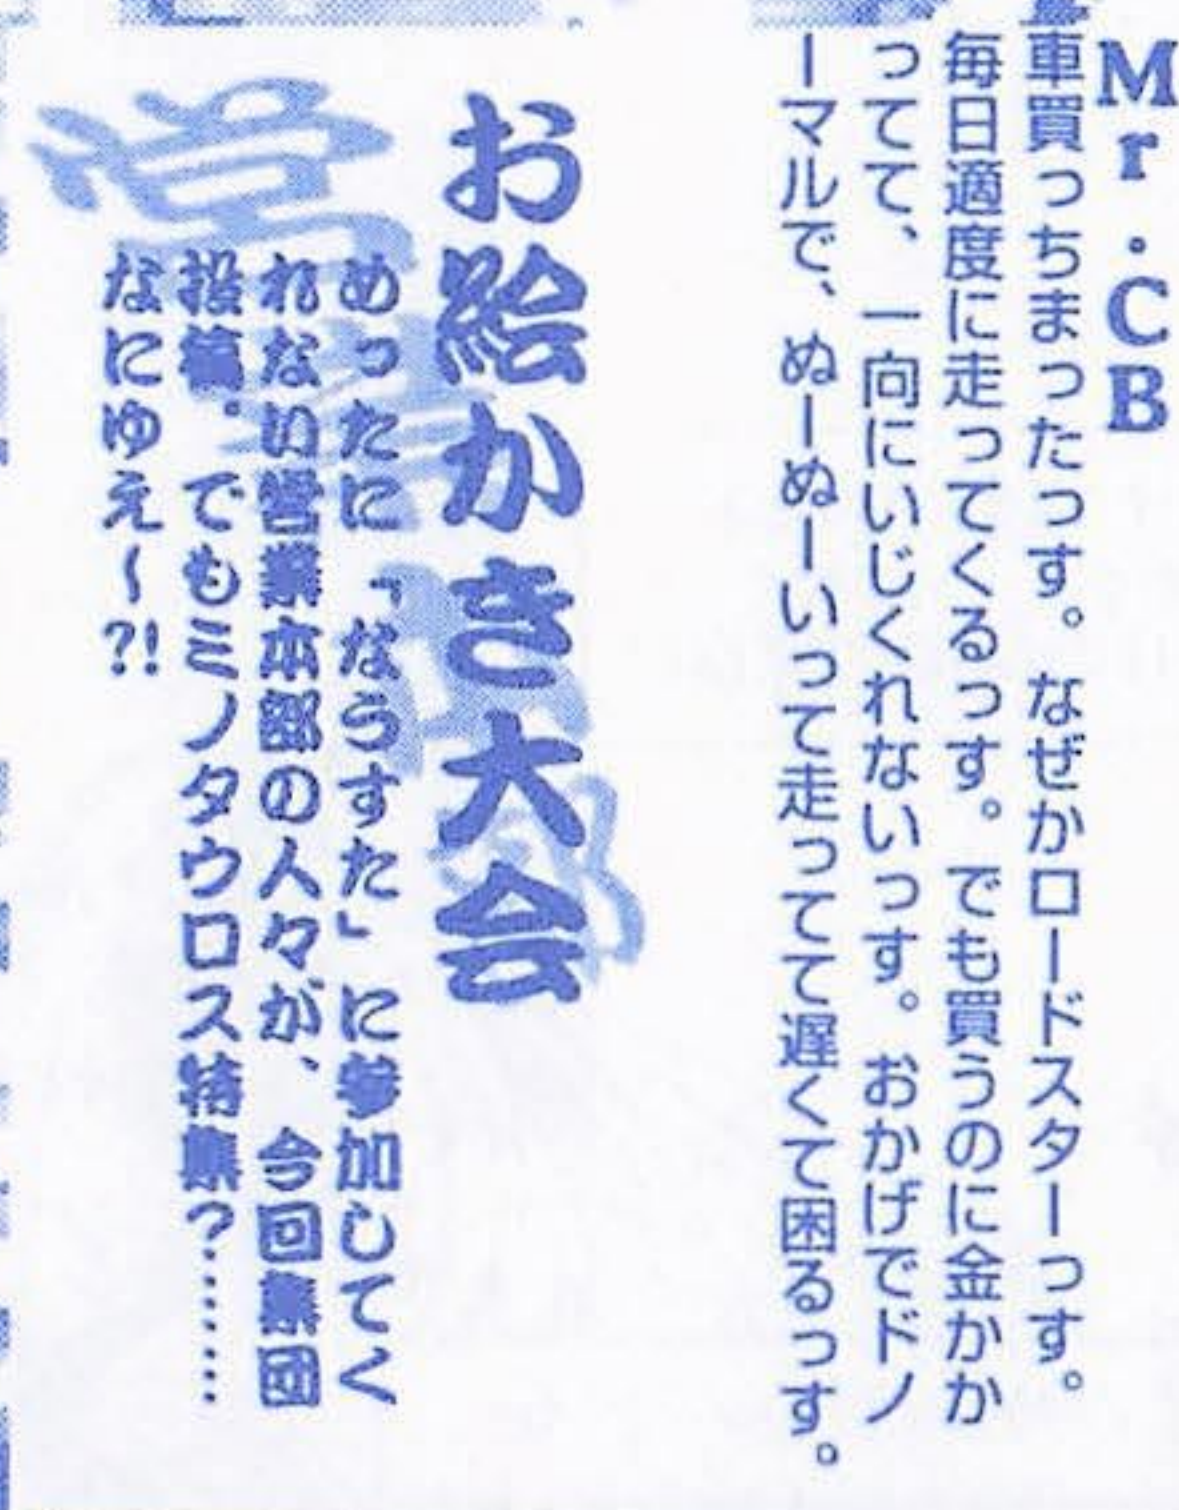 Mr・CB
車買っちまったっす。なぜかロードスターっす。
毎日適度に走ってくるっす。でも買うのに金かか
ってて、一向にいじくれないっす。おかげでドノ
ーマルで、ぬーぬーいって走ってて遅くて困るっす。
お絵かき大会
めったに「ならすた」に参加してく
れない営業本部の人々が、今回集団
投稿。でもミノタウロス特集？……
なにゆえ～?!
営業本部